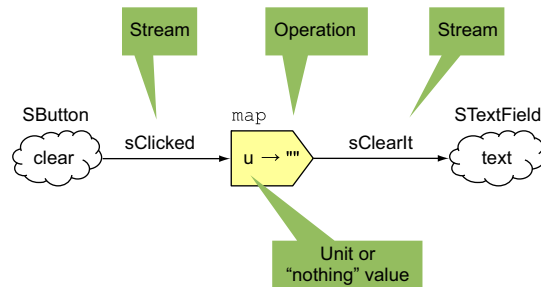 Stream
Operation
Stream
SButton
map
STextField
clear
sClicked
u → ""
sClearIt
text
Unit or
“nothing” value